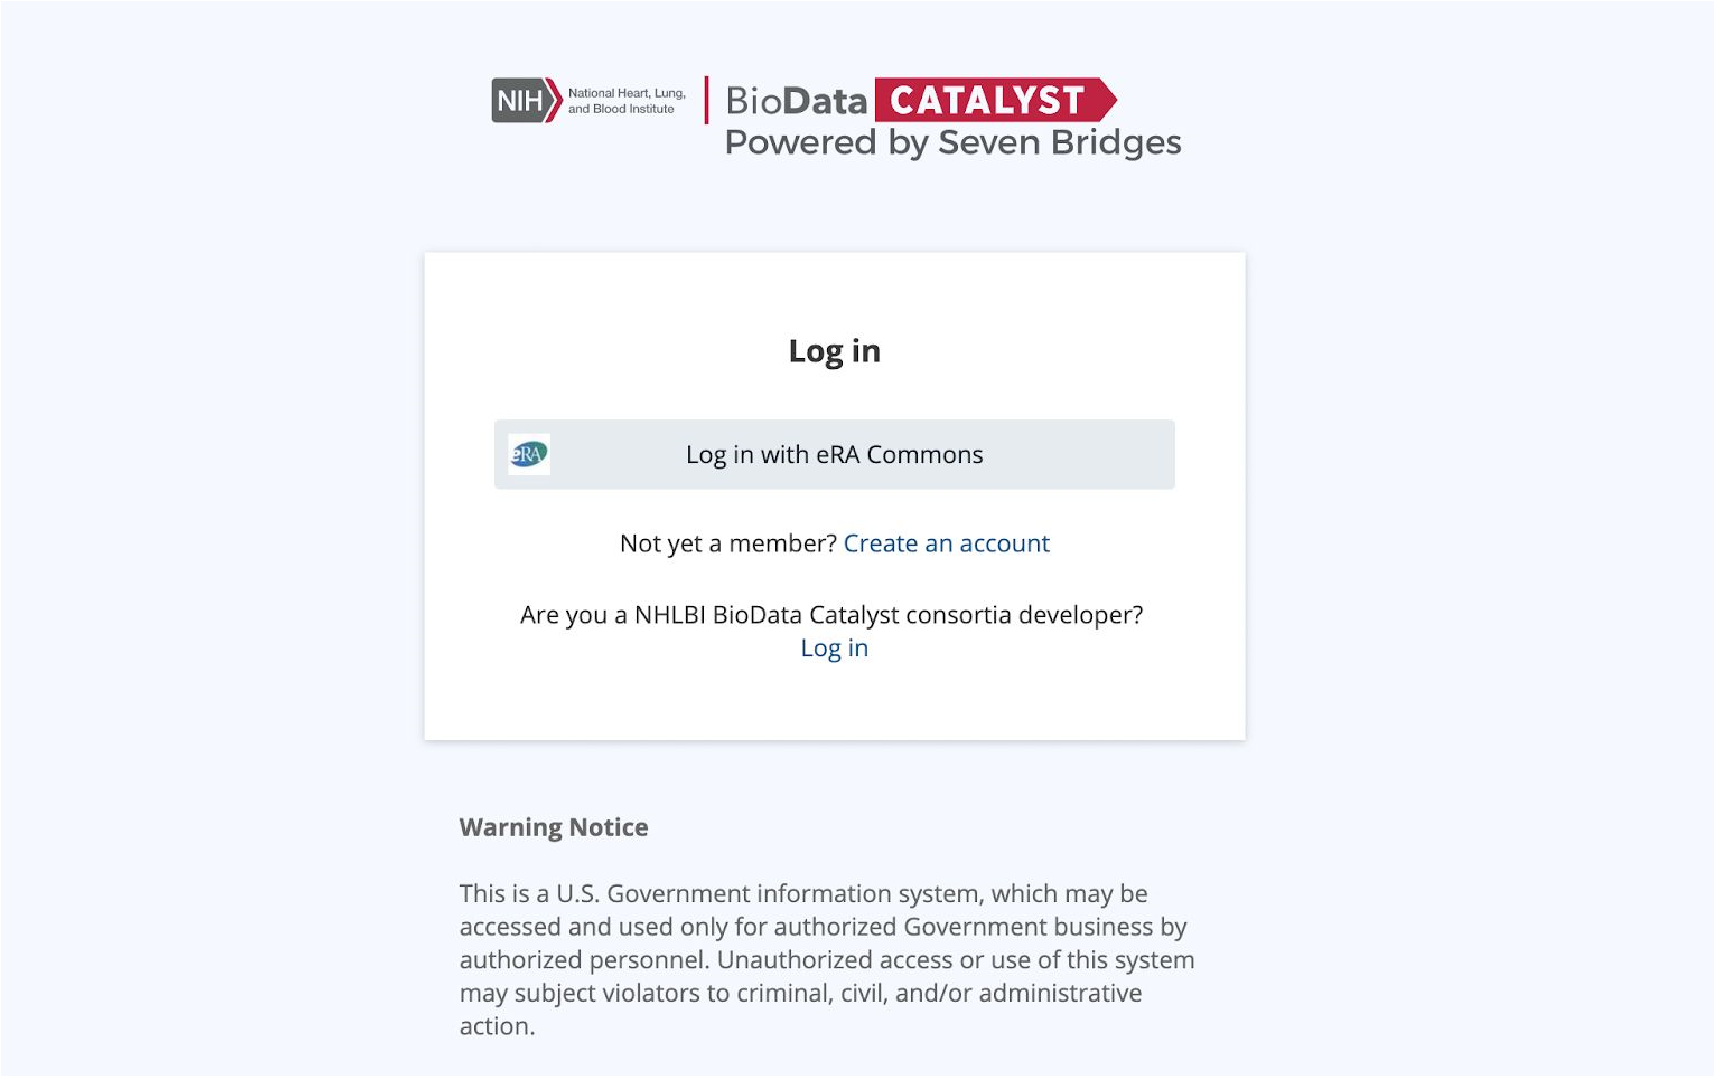 NIH National Heart, Lung,
and Blood Institute
BioData CATALYST
Powered by Seven Bridges
Log in
eRA Log in with eRA Commons
Not yet a member? Create an account
Are you a NHLBI BioData Catalyst consortia developer?
Log in
Warning Notice
This is a U.S. Government information system, which may be
accessed and used only for authorized Government business by
authorized personnel. Unauthorized access or use of this system
may subject violators to criminal, civil, and/or administrative
action.